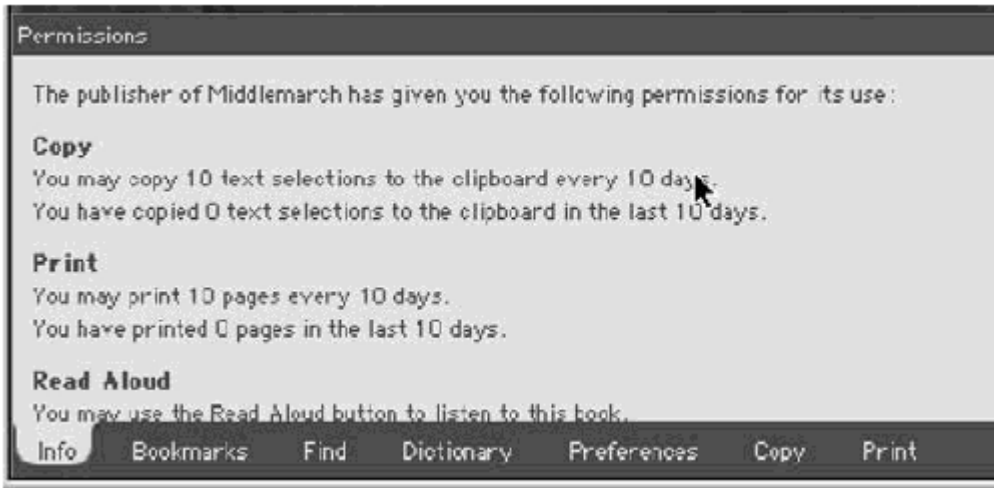 Permissions
The publisher of Middlemarch has given you the following permissions for its use:
Copy
You may copy 10 text selections to the clipboard every 10 days.
You have copied 0 text selections to the clipboard in the last 10 days.
Print
You may print 10 pages every 10 days.
You have printed 0 pages in the last 10 days.
Read Aloud
You may use the Read Aloud button to listen to this book.
Info Bookmarks Find Dictionary Preferences Copy Print